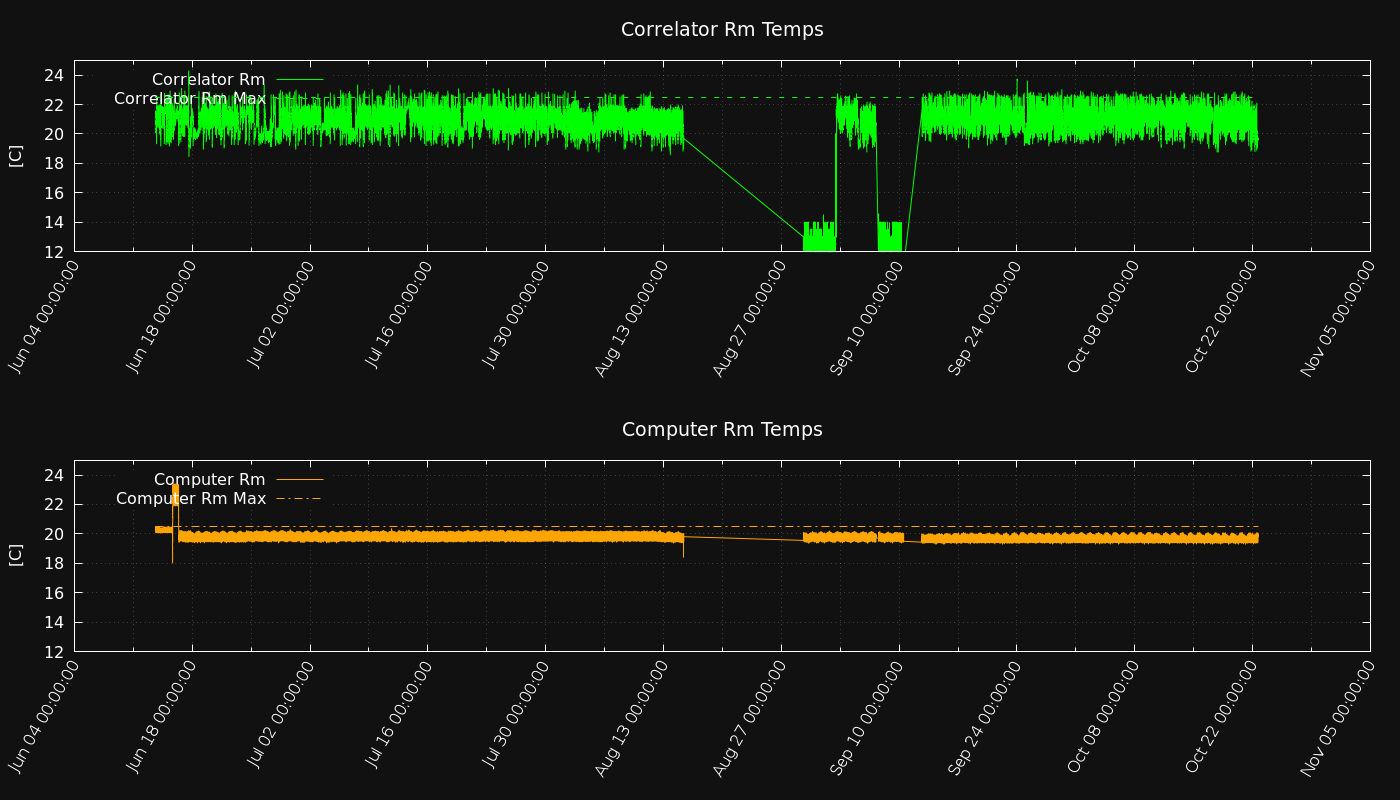 Correlator Rm Temps
24
22
20
18
16
14
12
[C]
Correlator Rm
Correlator Rm Max
Jun 04 00:00:00
Jun 18 00:00:00
Jul 02 00:00:00
Jul 16 00:00:00
Jul 30 00:00:00
Aug 13 00:00:00
Aug 27 00:00:00
Sep 10 00:00:00
Sep 24 00:00:00
Oct 08 00:00:00
Oct 22 00:00:00
Nov 05 00:00:00
Computer Rm Temps
24
22
20
18
16
14
12
[C]
Computer Rm
Computer Rm Max
Jun 04 00:00:00
Jun 18 00:00:00
Jul 02 00:00:00
Jul 16 00:00:00
Jul 30 00:00:00
Aug 13 00:00:00
Aug 27 00:00:00
Sep 10 00:00:00
Sep 24 00:00:00
Oct 08 00:00:00
Oct 22 00:00:00
Nov 05 00:00:00